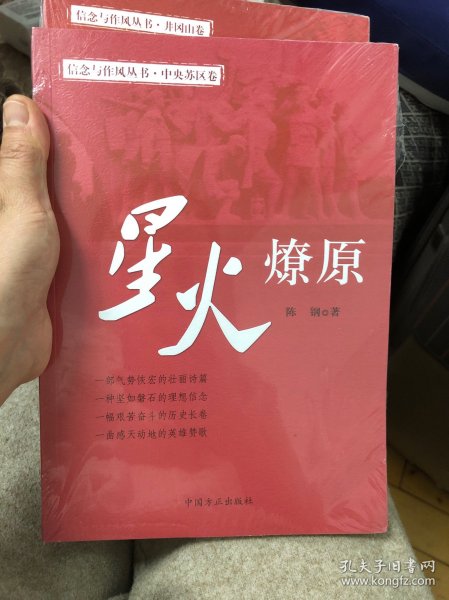 信念与作风丛书·井冈山卷
信念与作风丛书·中央苏区卷
星火
燎原
陈钢◎著
一部气势恢宏的壮丽诗篇
一种坚如磐石的理想信念
一幅艰苦奋斗的历史长卷
一曲感天动地的英雄赞歌
中国方正出版社
孔夫子旧书网
www.kongfz.com